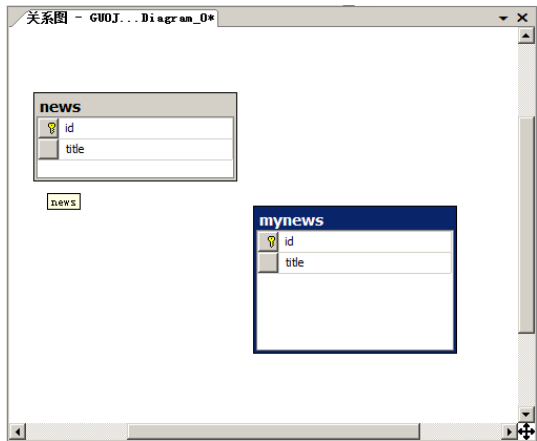 关系图 - GUOJ...Diagram_0*
news
id
title
news
mynews
id
title